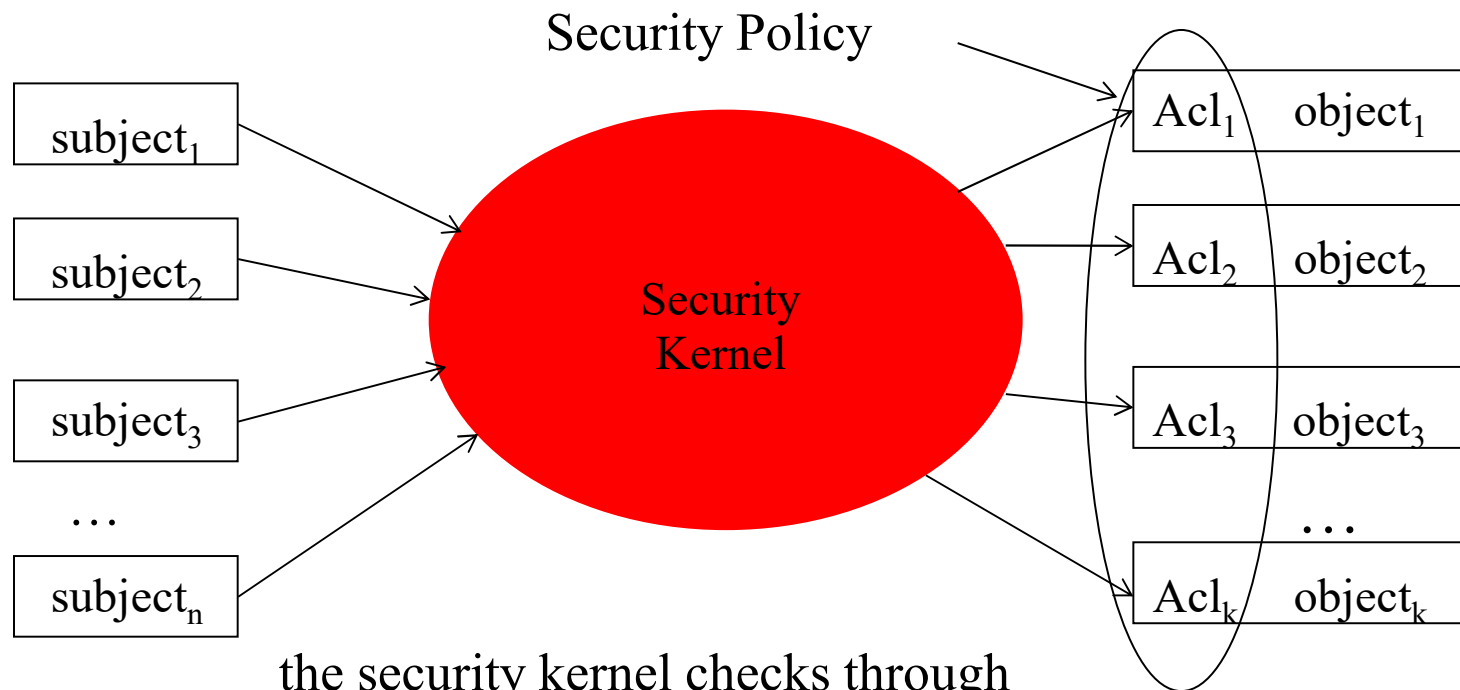 Security Policy
subject₁
Acl₁ object₁
subject₂
Acl₂ object₂
Security
Kernel
subject₃
Acl₃ object₃
…
…
subjectₙ
Aclₖ objectₖ
the security kernel checks through